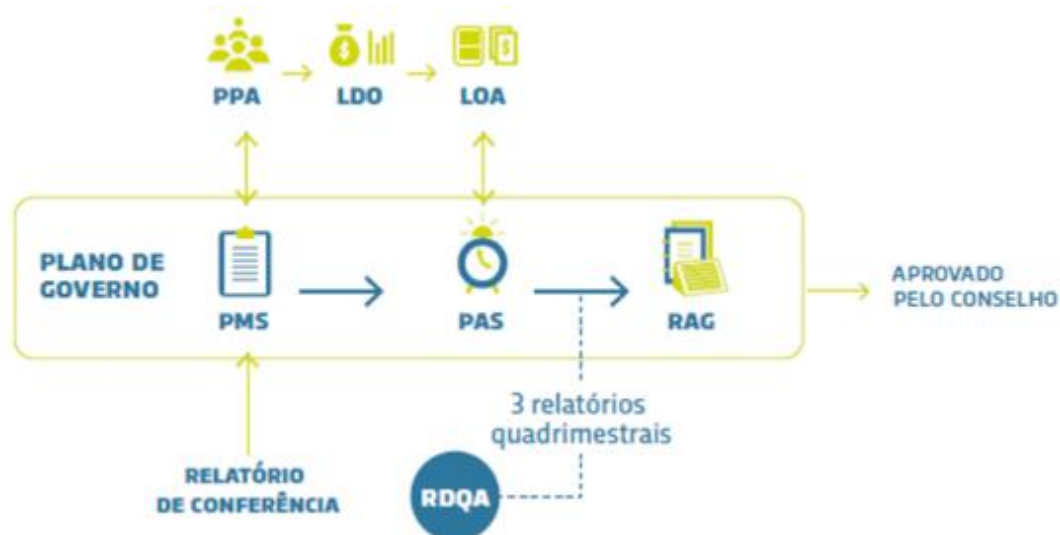 PPA
LDO
LOA
PLANO DE
GOVERNO
PMS
PAS
RAG
APROVADO
PELO CONSELHO
3 relatórios
quadrimestrais
RELATÓRIO
DE CONFERÊNCIA
RDQA